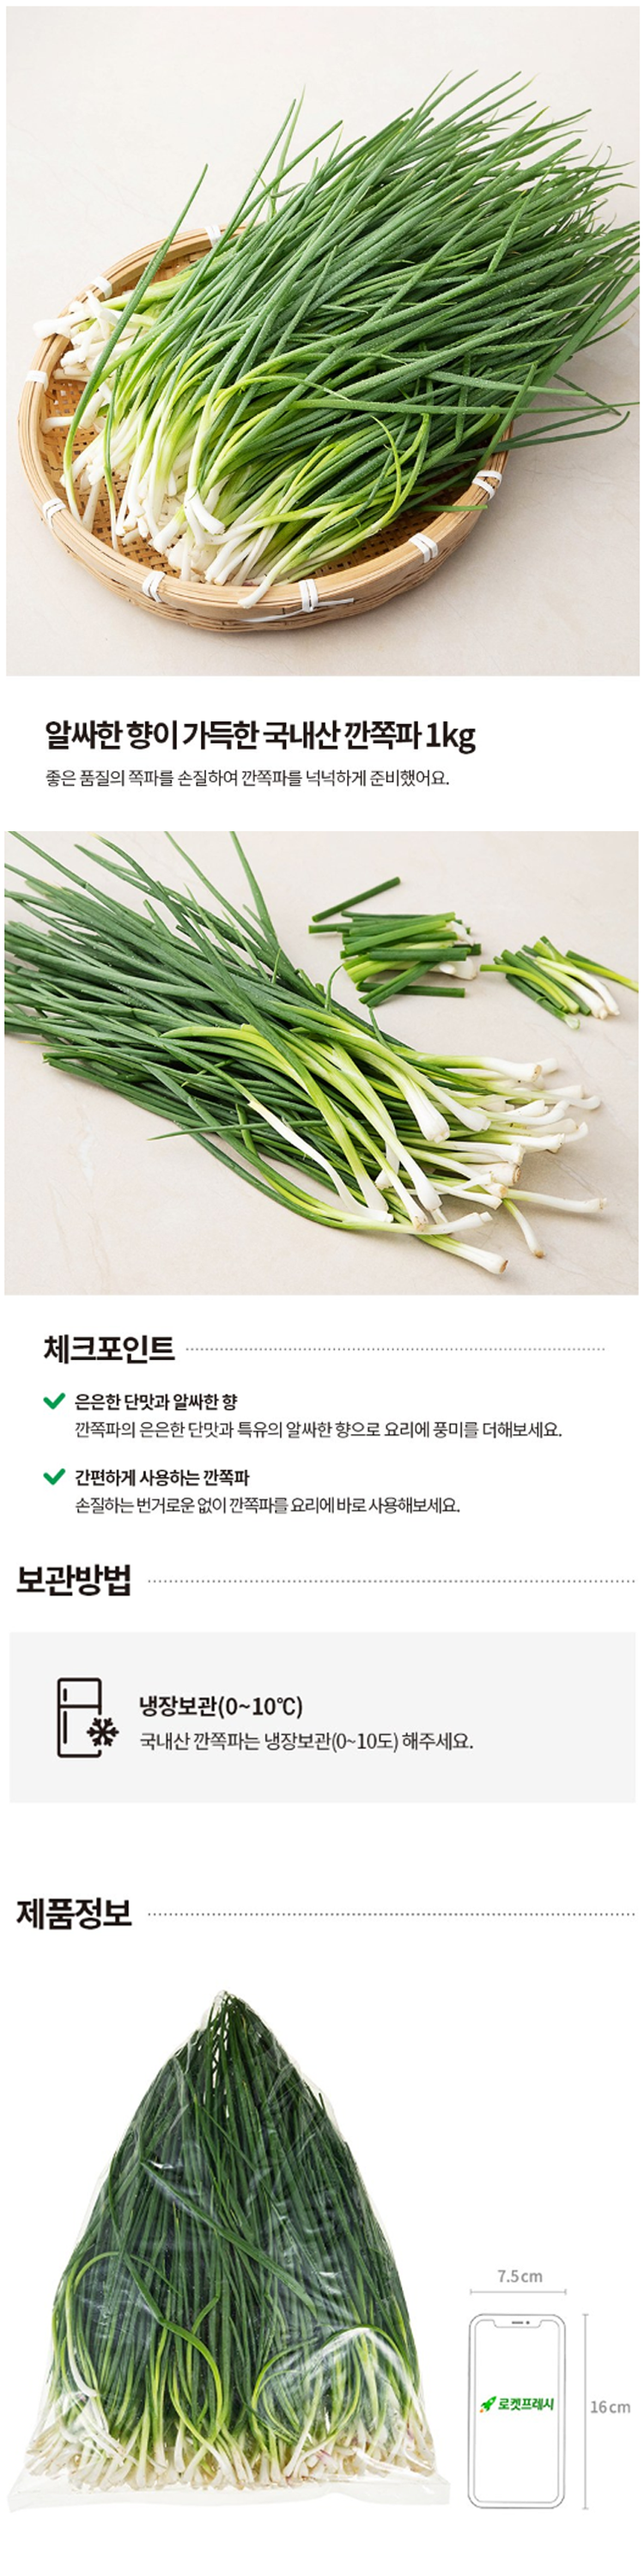 알싸한 향이 가득한 국내산 깐쪽파 1kg
좋은 품질의 쪽파를 손질하여 깐쪽파를 넉넉하게 준비했어요.
체크포인트
은은한 단맛과 알싸한 향
깐쪽파의 은은한 단맛과 특유의 알싸한 향으로 요리에 풍미를 더해보세요.
간편하게 사용하는 깐쪽파
손질하는 번거로운 없이 깐쪽파를 요리에 바로 사용해보세요.
보관방법
냉장보관(0~10℃)
국내산 깐쪽파는 냉장보관(0~10도) 해주세요.
제품정보
7.5cm
로켓프레시
16cm